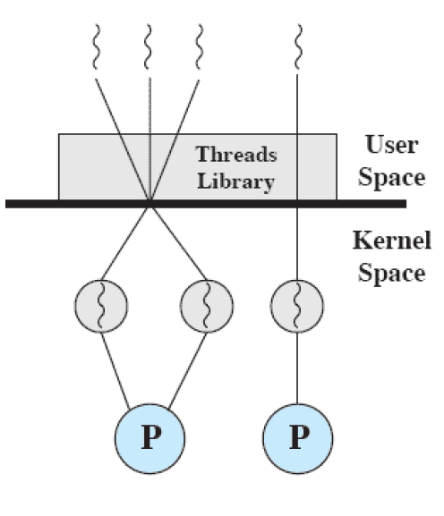 Threads
Library
User
Space
Kernel
Space
P
P